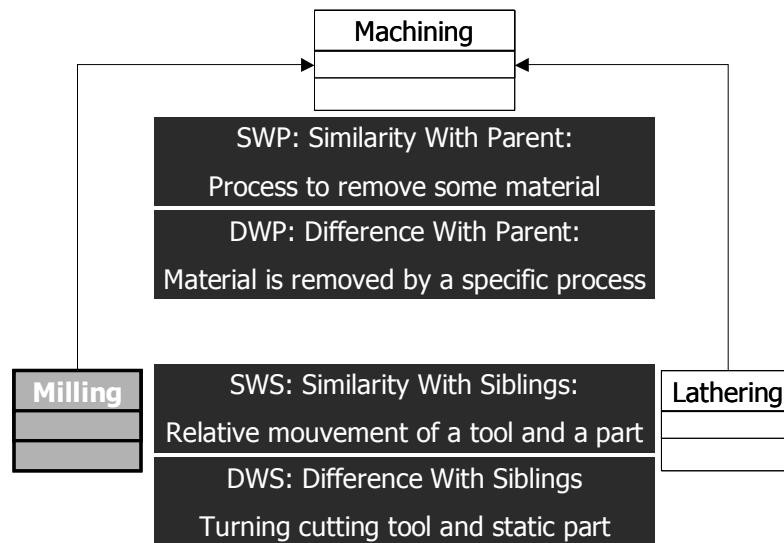 Machining
SWP: Similarity With Parent:
Process to remove some material
DWP: Difference With Parent:
Material is removed by a specific process
Milling
SWS: Similarity With Siblings:
Relative mouvement of a tool and a part
Lathering
DWS: Difference With Siblings
Turning cutting tool and static part